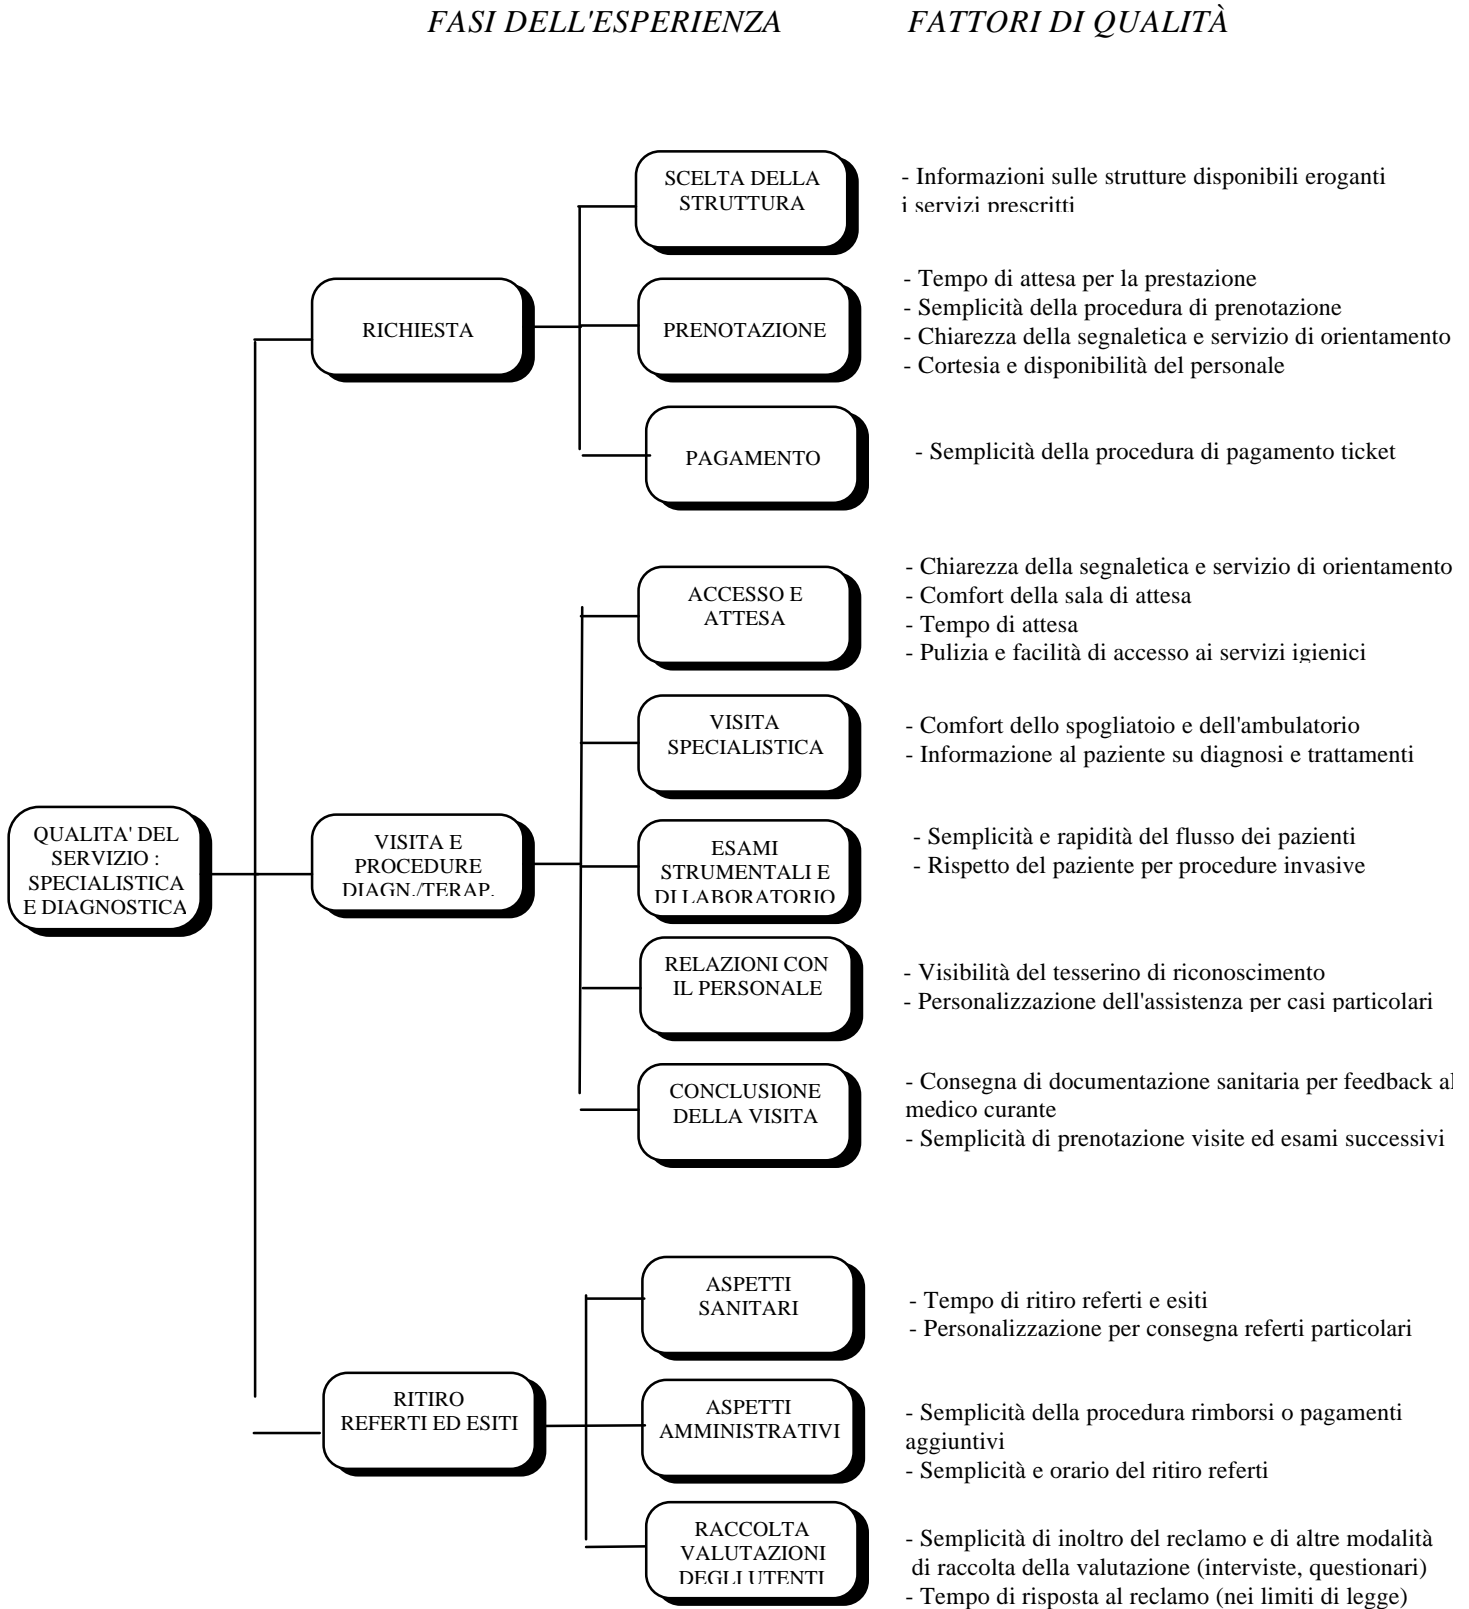 FASI DELL'ESPERIENZA
FATTORI DI QUALITÀ
SCELTA DELLA
STRUTTURA
- Informazioni sulle strutture disponibili eroganti
i servizi prescritti
RICHIESTA
PRENOTAZIONE
- Tempo di attesa per la prestazione
- Semplicità della procedura di prenotazione
- Chiarezza della segnaletica e servizio di orientamento
- Cortesia e disponibilità del personale
PAGAMENTO
- Semplicità della procedura di pagamento ticket
ACCESSO E
ATTESA
- Chiarezza della segnaletica e servizio di orientamento
- Comfort della sala di attesa
- Tempo di attesa
- Pulizia e facilità di accesso ai servizi igienici
VISITA
SPECIALISTICA
- Comfort dello spogliatoio e dell'ambulatorio
- Informazione al paziente su diagnosi e trattamenti
QUALITA' DEL
SERVIZIO :
SPECIALISTICA
E DIAGNOSTICA
VISITA E
PROCEDURE
DIAGN./TERAP.
ESAMI
STRUMENTALI E
DI LABORATORIO
- Semplicità e rapidità del flusso dei pazienti
- Rispetto del paziente per procedure invasive
RELAZIONI CON
IL PERSONALE
- Visibilità del tesserino di riconoscimento
- Personalizzazione dell'assistenza per casi particolari
CONCLUSIONE
DELLA VISITA
- Consegna di documentazione sanitaria per feedback al
medico curante
- Semplicità di prenotazione visite ed esami successivi
ASPETTI
SANITARI
- Tempo di ritiro referti e esiti
- Personalizzazione per consegna referti particolari
RITIRO
REFERTI ED ESITI
ASPETTI
AMMINISTRATIVI
- Semplicità della procedura rimborsi o pagamenti
aggiuntivi
- Semplicità e orario del ritiro referti
RACCOLTA
VALUTAZIONI
DEGLI UTENTI
- Semplicità di inoltro del reclamo e di altre modalità
di raccolta della valutazione (interviste, questionari)
- Tempo di risposta al reclamo (nei limiti di legge)